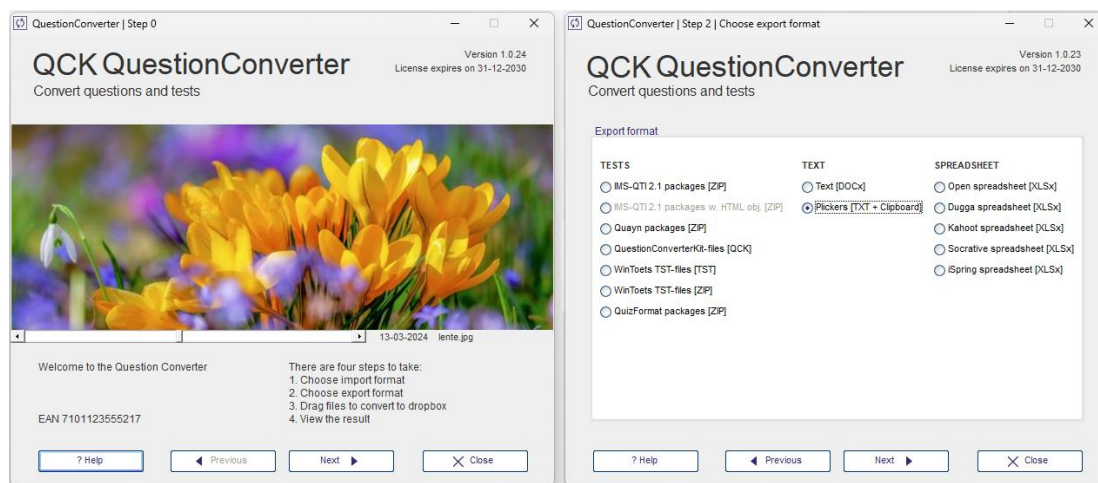 QuestionConverter | Step 0
QCK QuestionConverter
Convert questions and tests
Version 1.0.24
License expires on 31-12-2030
13-03-2024 lente.jpg
Welcome to the Question Converter
EAN 7101123555217
There are four steps to take:
1. Choose import format
2. Choose export format
3. Drag files to convert to dropbox
4. View the result
? Help
Previous
Next
Close
QuestionConverter | Step 2 | Choose export format
QCK QuestionConverter
Convert questions and tests
Version 1.0.23
License expires on 31-12-2030
Export format
TESTS
IMS-QTI 2.1 packages [ZIP]
IMS-QTI 2.1 packages w. HTML obj. [ZIP]
Quayn packages [ZIP]
QuestionConverterKit-files [QCK]
WinToets TST-files [TST]
WinToets TST-files [ZIP]
QuizFormat packages [ZIP]
TEXT
Text [DOCx]
Plickers [TXT + Clipboard]
SPREADSHEET
Open spreadsheet [XLSx]
Dugga spreadsheet [XLSx]
Kahoot spreadsheet [XLSx]
Socrative spreadsheet [XLSx]
iSpring spreadsheet [XLSx]
? Help
Previous
Next
Close